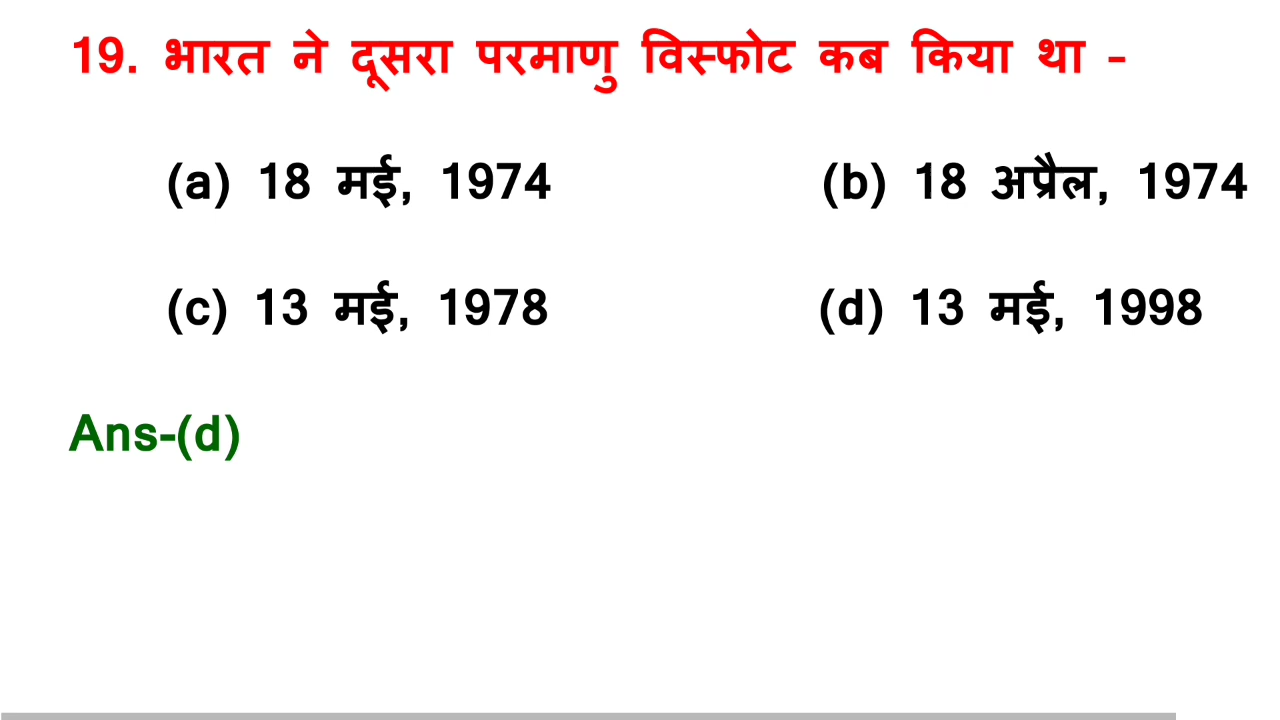 19. भारत ने दूसरा परमाणु विस्फोट कब किया था –
(a) 18 मई, 1974 (b) 18 अप्रैल, 1974
(c) 13 मई, 1978 (d) 13 मई, 1998
Ans-(d)